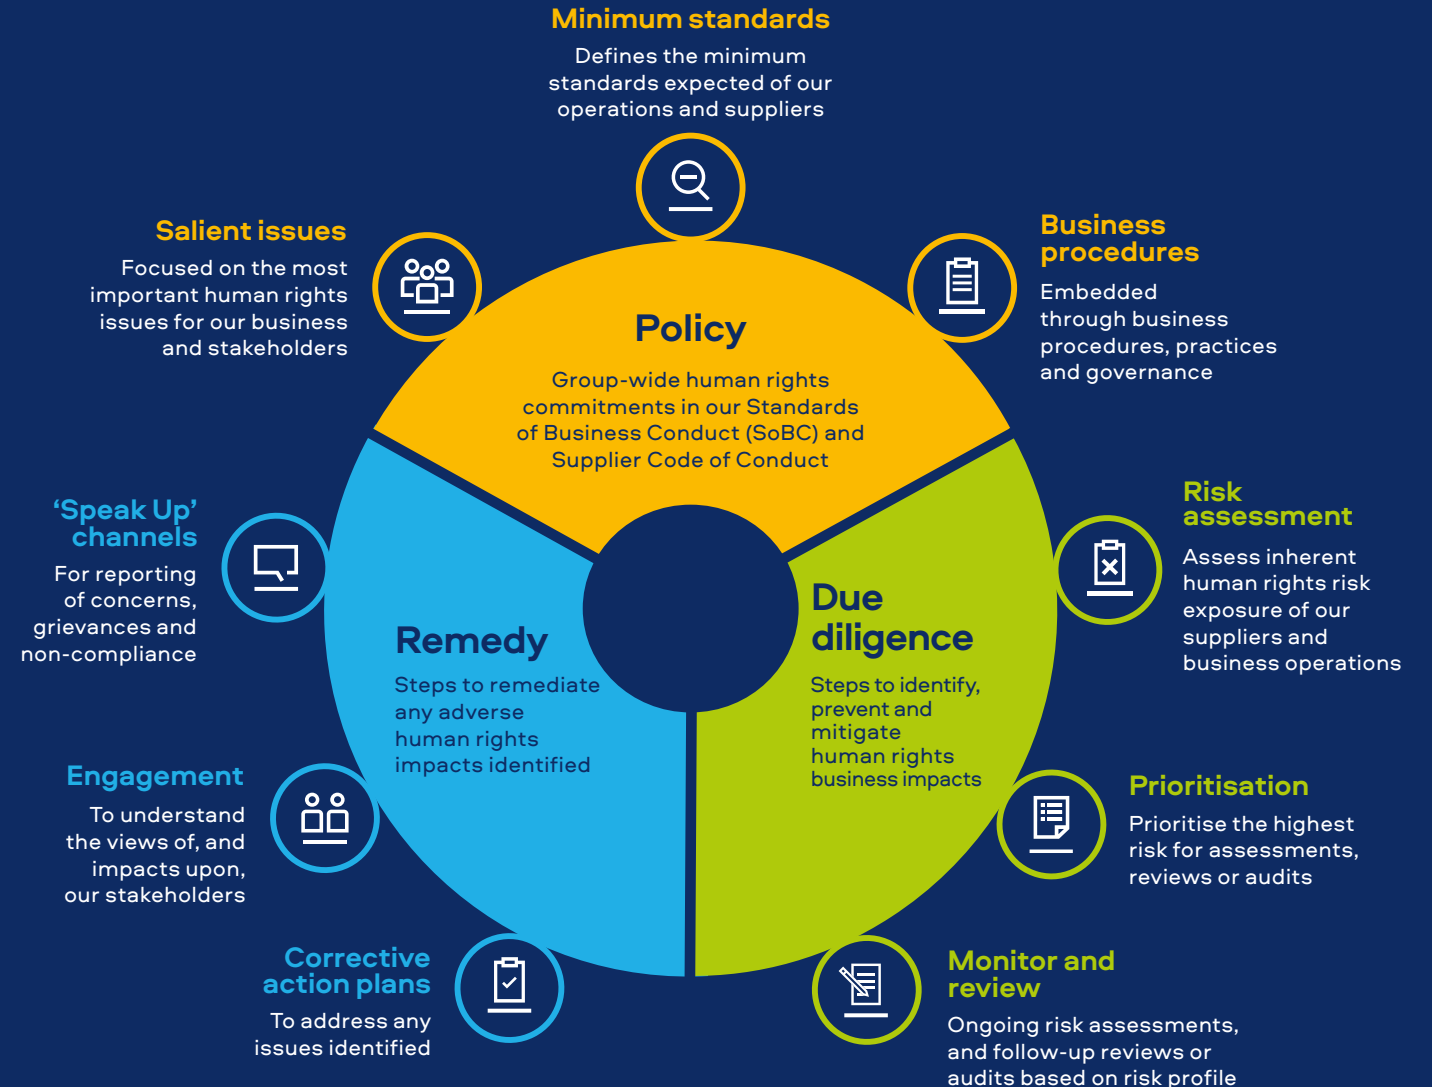 Minimum standards
Defines the minimum
standards expected of our
operations and suppliers
Salient issues
Focused on the most
important human rights
issues for our business
and stakeholders
Business
procedures
Embedded
through business
procedures, practices
and governance
Policy
Group-wide human rights
commitments in our Standards
of Business Conduct (SoBC) and
Supplier Code of Conduct
‘Speak Up’
channels
For reporting
of concerns,
grievances and
non-compliance
Risk
assessment
Assess inherent
human rights risk
exposure of our
suppliers and
business operations
Remedy
Steps to remediate
any adverse
human rights
impacts identified
Due
diligence
Steps to identify,
prevent and
mitigate
human rights
business impacts
Engagement
To understand
the views of, and
impacts upon,
our stakeholders
Prioritisation
Prioritise the highest
risk for assessments,
reviews or audits
Corrective
action plans
To address any
issues identified
Monitor and
review
Ongoing risk assessments,
and follow-up reviews or
audits based on risk profile